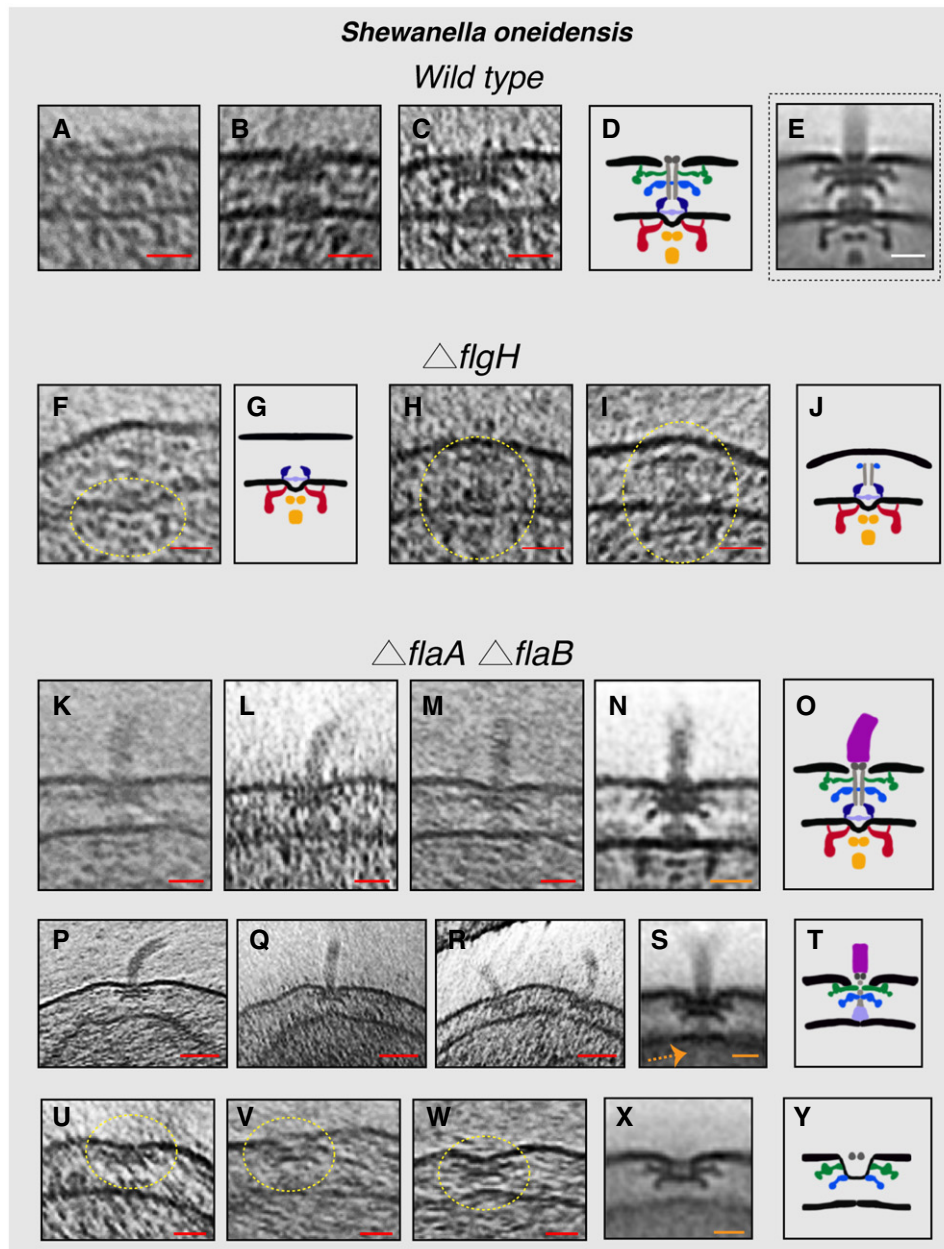 Shewanella oneidensis
Wild type
A B C D E
△flgH
F G H I J
△flaA △flaB
K L M N O
P Q R S T
U V W X Y